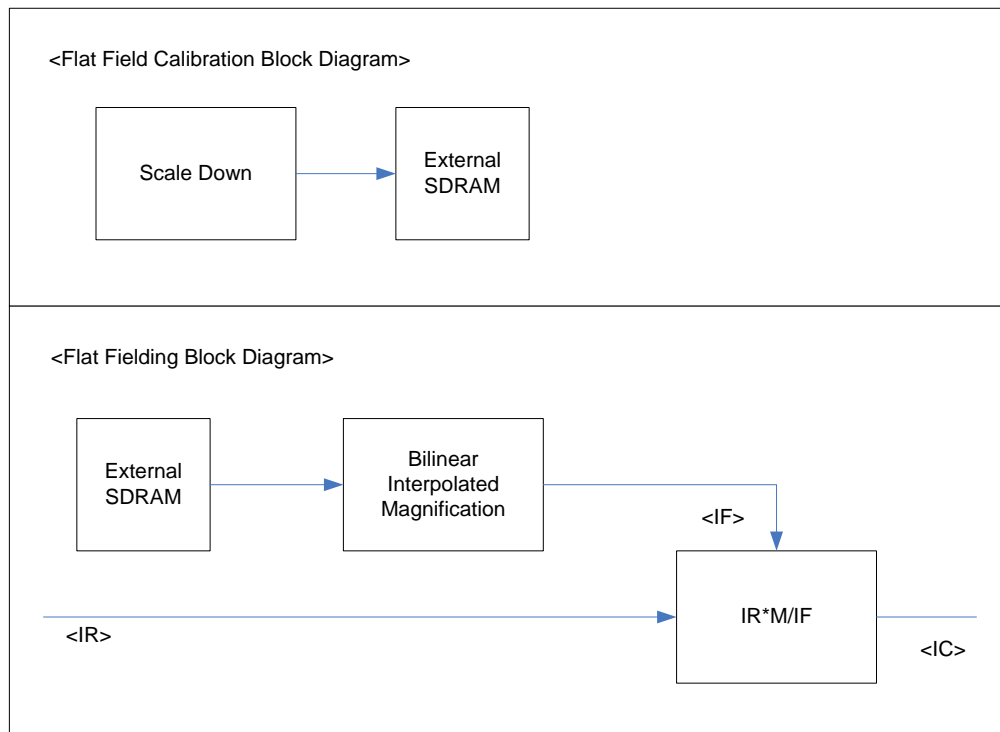 <Flat Field Calibration Block Diagram>
Scale Down
External
SDRAM
<Flat Fielding Block Diagram>
External
SDRAM
Bilinear
Interpolated
Magnification
<IF>
IR*M/IF
<IR>
<IC>